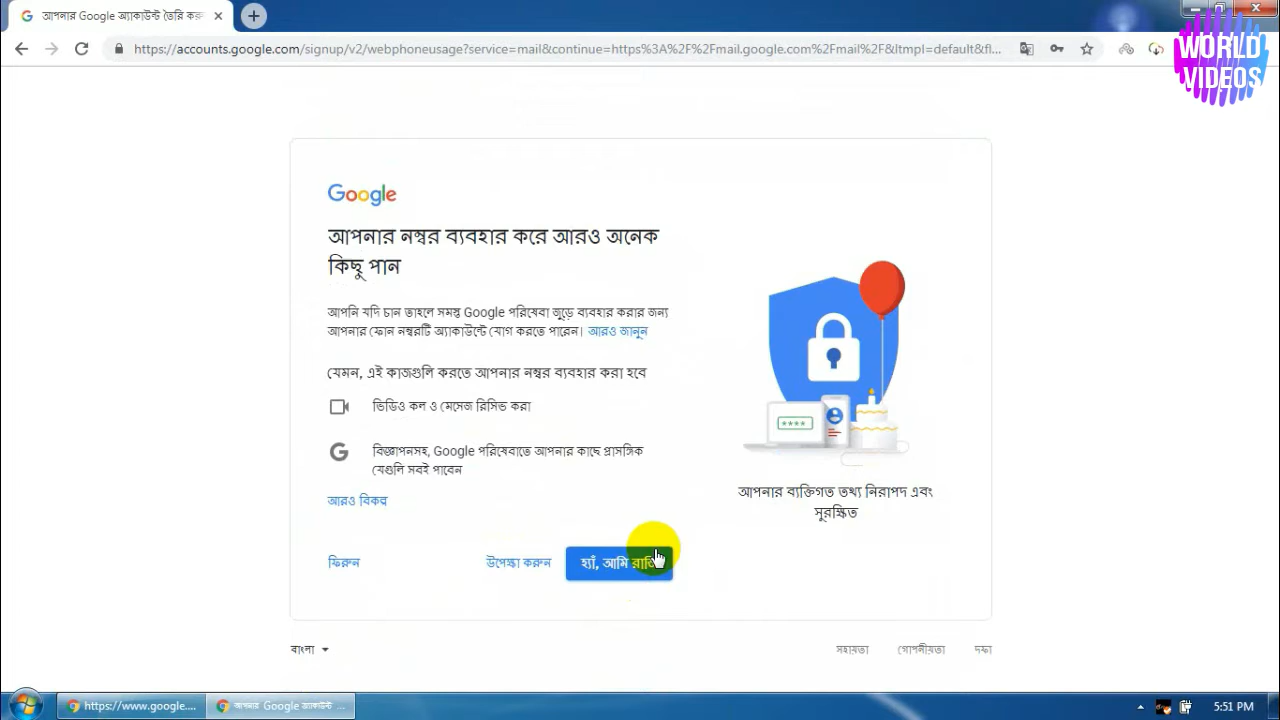 আপনার Google অ্যাকাউন্ট তৈরি
https://accounts.google.com/signup/v2/webphoneusage?service=mail&continue=https%3A%2F%2Fmail.google.com%2Fmail%2F&ltmpl=default&fl...
WORLD
VIDEOS
Google
আপনার নম্বর ব্যবহার করে আরও অনেক
কিছু পান
আপনি যদি চান তাহলে সমস্ত Google পরিষেবা জুড়ে ব্যবহার করার জন্য
আপনার ফোন নম্বরটি অ্যাকাউন্টে যোগ করতে পারেন। আরও জানুন
যেমন, এই কাজগুলি করতে আপনার নম্বর ব্যবহার করা হবে
ভিডিও কল ও মেসেজ রিসিভ করা
বিজ্ঞাপনসহ, Google পরিষেবাতে আপনার কাছে প্রাসঙ্গিক
যেগুলি সবই পাবেন
আরও বিকল্প
****
আপনার ব্যক্তিগত তথ্য নিরাপদ এবং
সুরক্ষিত
ফিরুন
উপেক্ষা করুন
হ্যাঁ, আমি
বাংলা
সহায়তা
গোপনীয়তা
দফা
https://www.google....
আপনার Google অ্যাকাউন্ট ...
5:51 PM